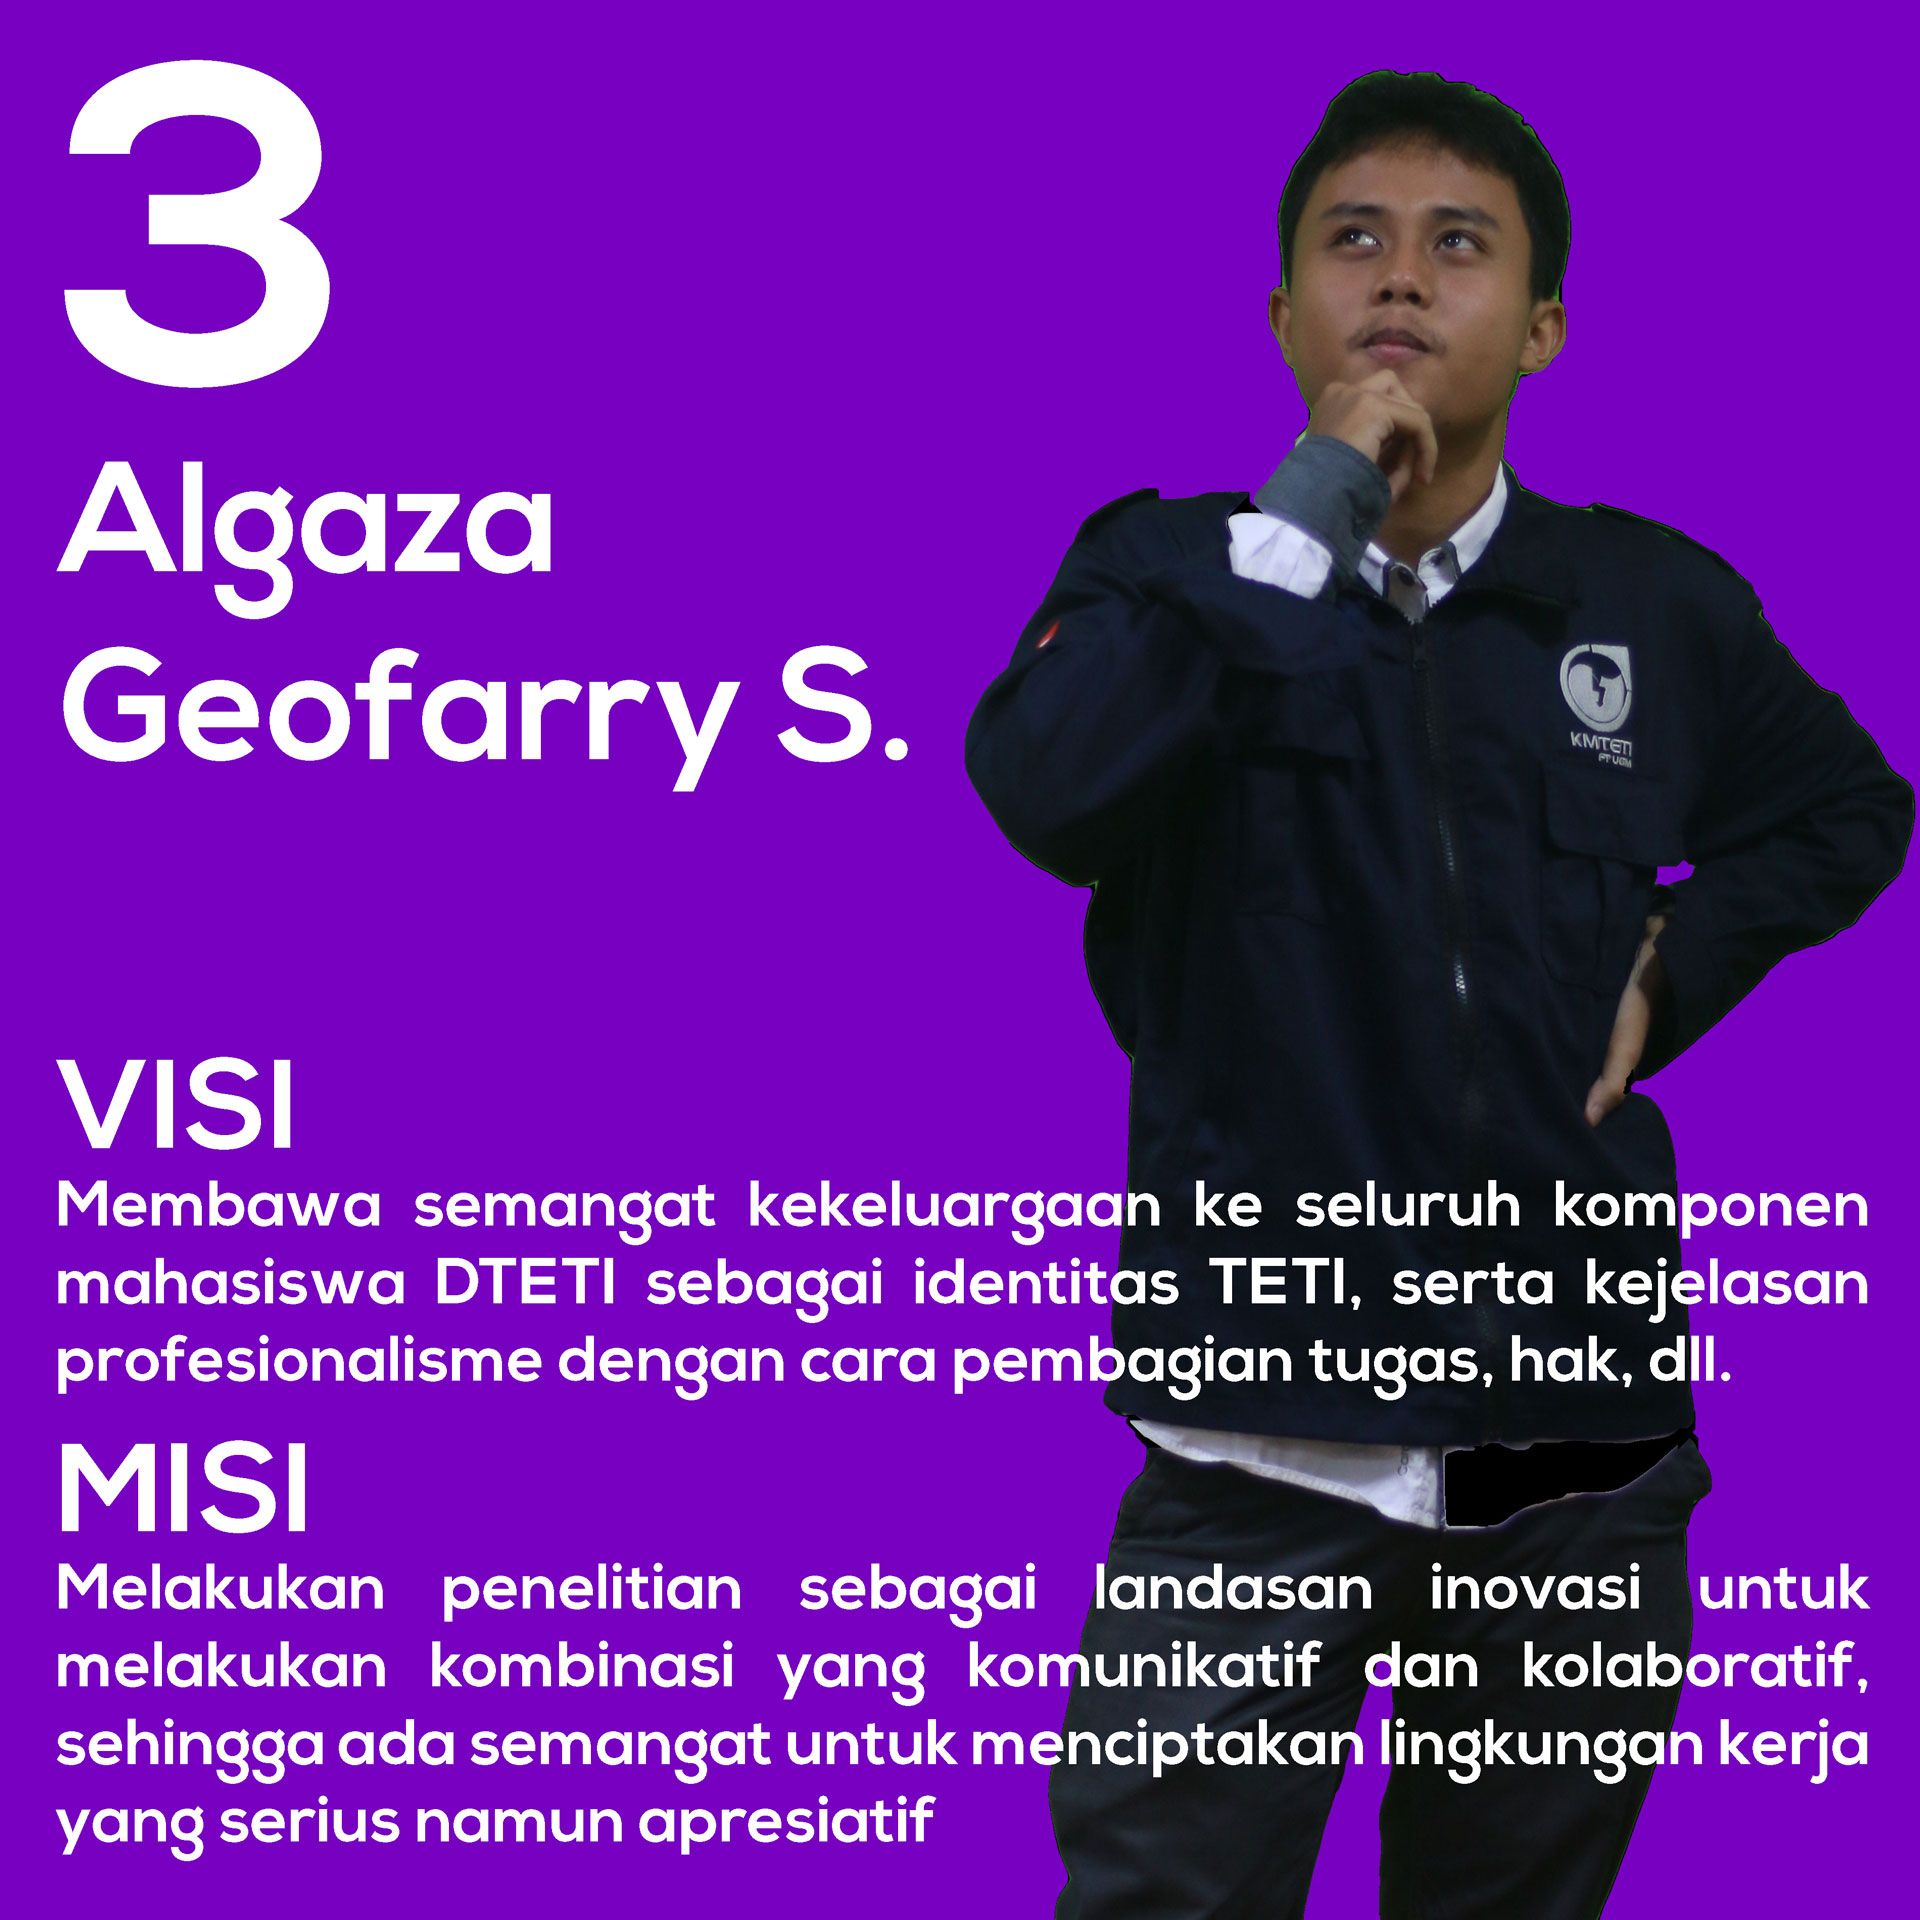 3
Algaza
Geofarry S.
KMTETI
FT UGM
VISI
Membawa semangat kekeluargaan ke seluruh komponen
mahasiswa DTETI sebagai identitas TETI, serta kejelasan
profesionalisme dengan cara pembagian tugas, hak, dll.
MISI
Melakukan penelitian sebagai landasan inovasi untuk
melakukan kombinasi yang komunikatif dan kolaboratif,
sehingga ada semangat untuk menciptakan lingkungan kerja
yang serius namun apresiatif